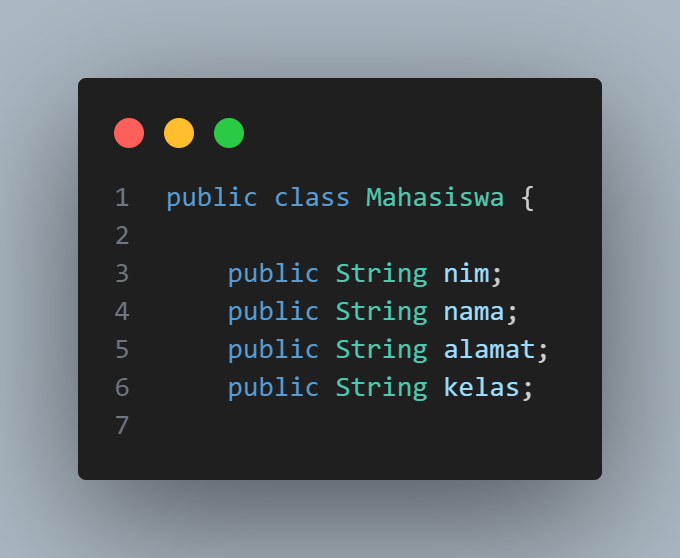 1 public class Mahasiswa {
2
3 public String nim;
4 public String nama;
5 public String alamat;
6 public String kelas;
7